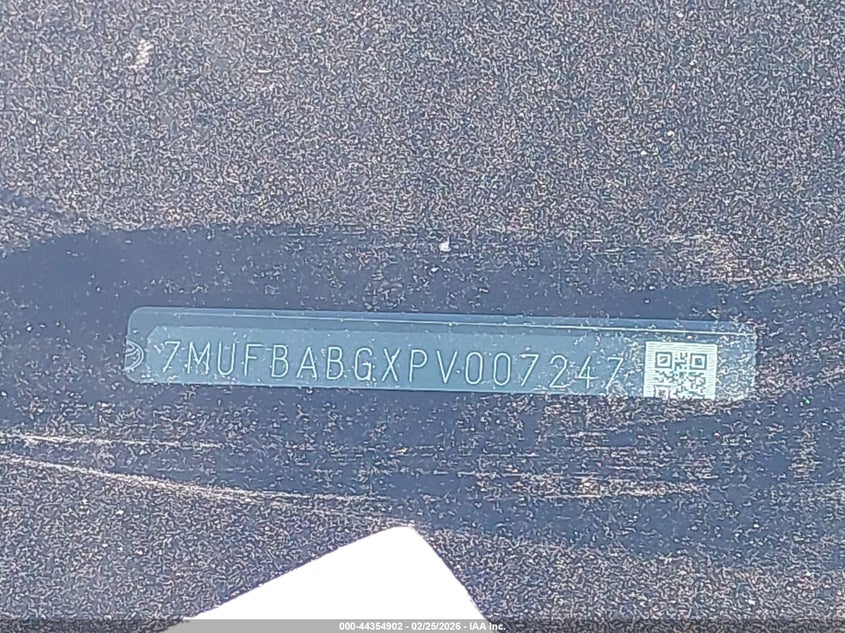 7MUFBABGXPV007247
000-44354902 - 02/25/2026 - IAA Inc.